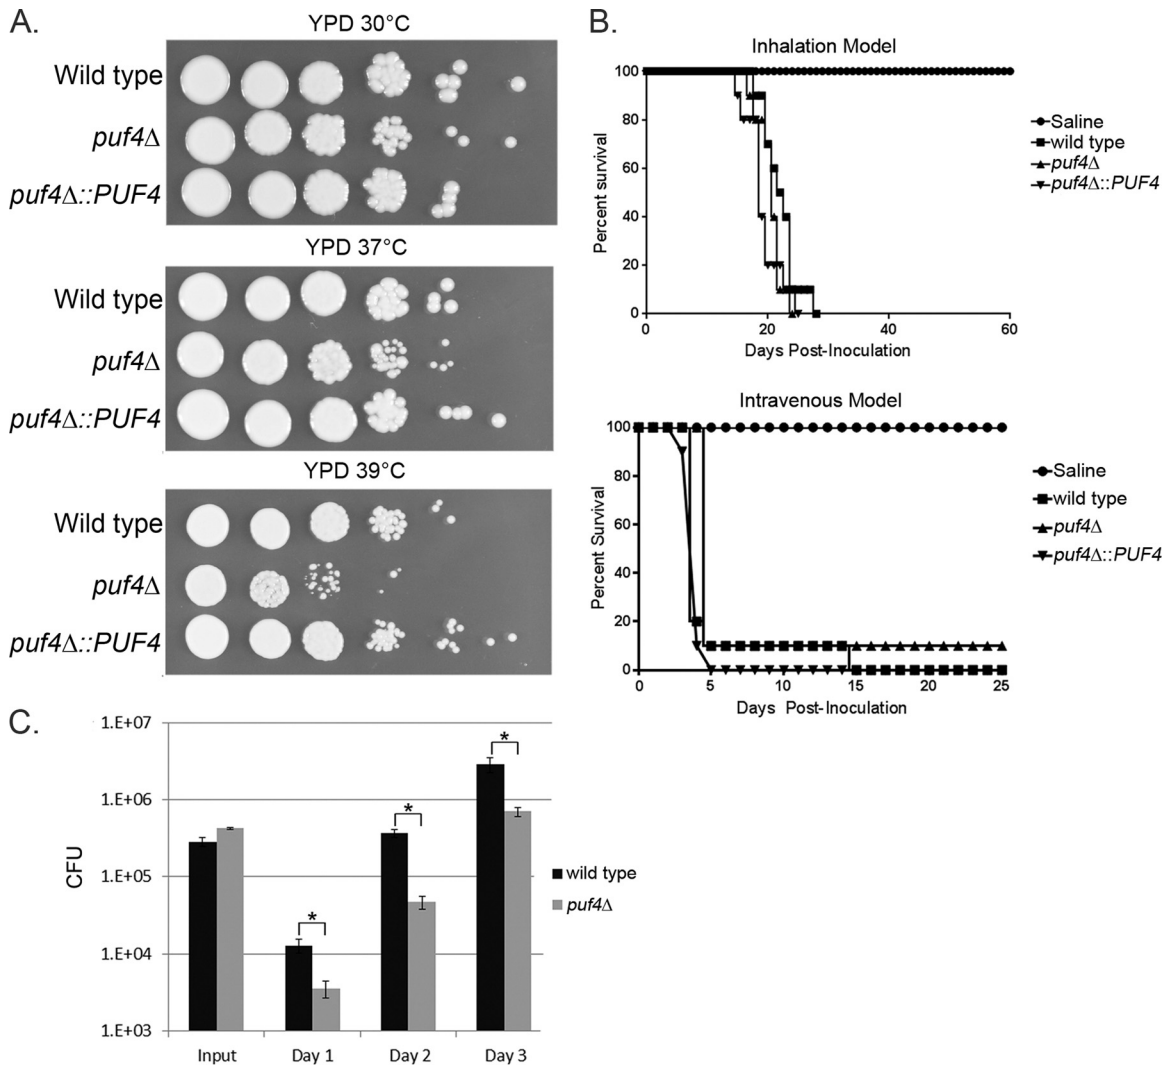 A.
YPD 30°C
Wild type
puf4Δ
puf4Δ::PUF4
YPD 37°C
Wild type
puf4Δ
puf4Δ::PUF4
YPD 39°C
Wild type
puf4Δ
puf4Δ::PUF4
B.
Inhalation Model
Percent survival
100
80
60
40
20
0
0 20 40 60
Days Post-Inoculation
Saline
wild type
puf4Δ
puf4Δ::PUF4
Intravenous Model
Percent Survival
100
80
60
40
20
0
0 5 10 15 20 25
Days Post-Inoculation
Saline
wild type
puf4Δ
puf4Δ::PUF4
C.
CFU
1.E+07
1.E+06
1.E+05
1.E+04
1.E+03
* * *
Input Day 1 Day 2 Day 3
wild type
puf4Δ